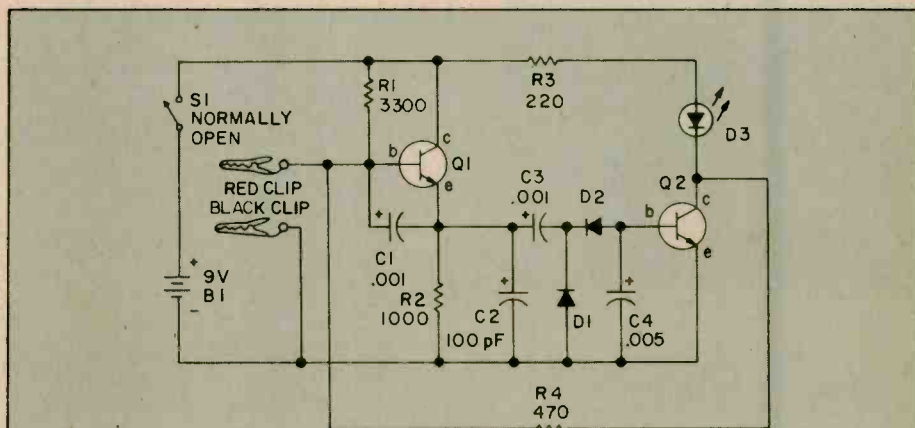 S1
NORMALLY
OPEN
R1
3300
R3
220
D3
b
c
Q1
e
RED CLIP
BLACK CLIP
C3
.001
D2
Q2
b
c
e
+
+
C1
.001
R2
1000
+
C2
100 pF
D1
+
C4
.005
+
9V
B1
-
R4
470